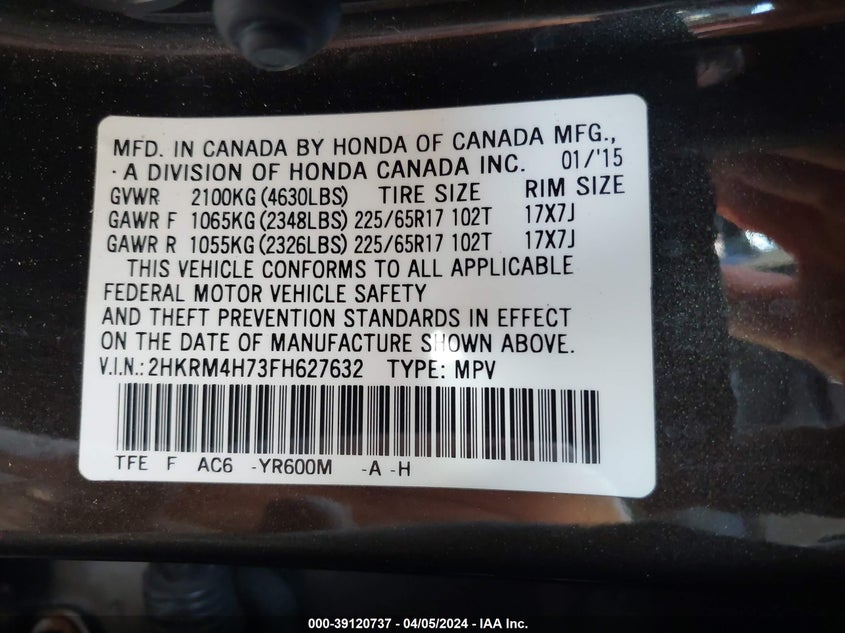 MFD. IN CANADA BY HONDA OF CANADA MFG.,
A DIVISION OF HONDA CANADA INC. 01/'15
GVWR 2100KG (4630LBS) TIRE SIZE RIM SIZE
GAWR F 1065KG (2348LBS) 225/65R17 102T 17X7J
GAWR R 1055KG (2326LBS) 225/65R17 102T 17X7J
THIS VEHICLE CONFORMS TO ALL APPLICABLE
FEDERAL MOTOR VEHICLE SAFETY
AND THEFT PREVENTION STANDARDS IN EFFECT
ON THE DATE OF MANUFACTURE SHOWN ABOVE.
V.I.N.: 2HKRM4H73FH627632 TYPE: MPV
TFE F AC6 -YR600M -A -H
000-39120737 - 04/05/2024 - IAA Inc.